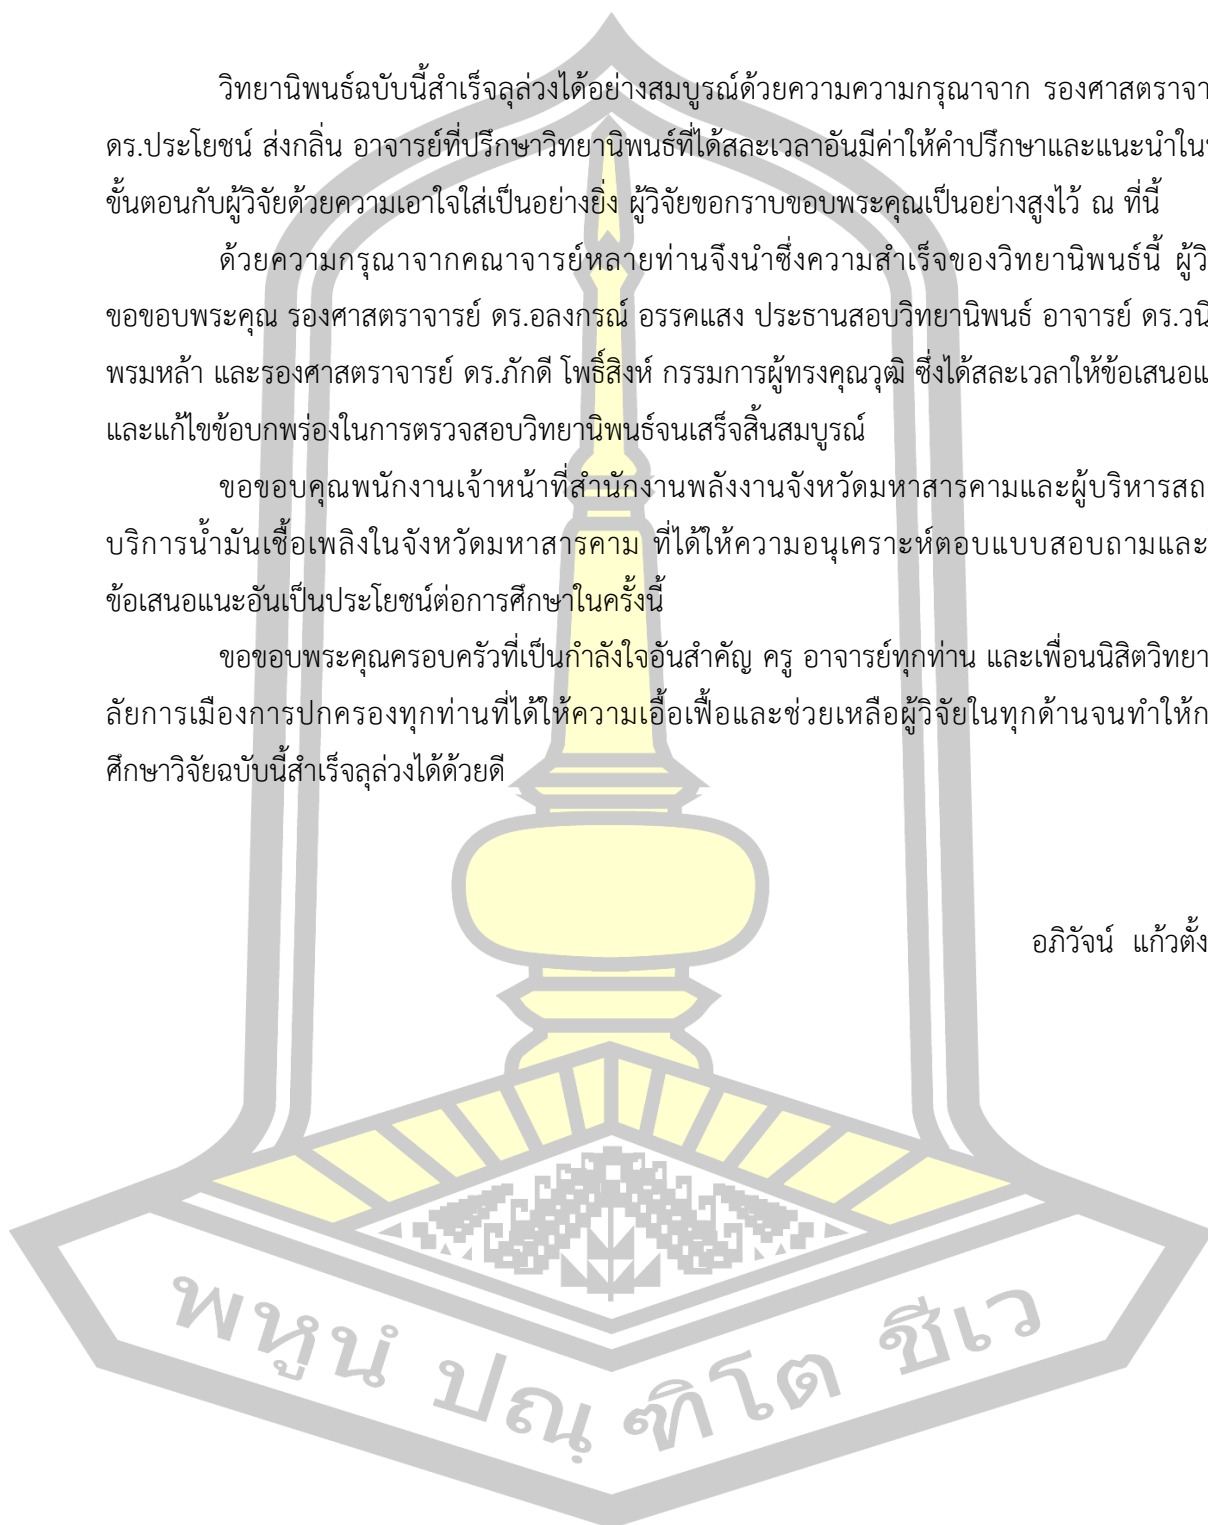 วิทยานิพนธ์ฉบับนี้สำเร็จลุล่วงได้อย่างสมบูรณ์ด้วยความความกรุณาจาก รองศาสตราจา
ดร.ประโยชน์ ส่งกลิ่น อาจารย์ที่ปรึกษาวิทยานิพนธ์ที่ได้สละเวลาอันมีค่าให้คำปรึกษาและแนะนำใน
ขั้นตอนกับผู้วิจัยด้วยความเอาใจใส่เป็นอย่างยิ่ง ผู้วิจัยขอกราบขอบพระคุณเป็นอย่างสูงไว้ ณ ที่นี้
ด้วยความกรุณาจากคณาจารย์หลายท่านจึงนำซึ่งความสำเร็จของวิทยานิพนธ์นี้ ผู้วิ
ขอขอบพระคุณ รองศาสตราจารย์ ดร.อลงกรณ์ อรรคแสง ประธานสอบวิทยานิพนธ์ อาจารย์ ดร.วนิ
พรมหล้า และรองศาสตราจารย์ ดร.ภักดี โพธิ์สิงห์ กรรมการผู้ทรงคุณวุฒิ ซึ่งได้สละเวลาให้ข้อเสนอแ
และแก้ไขข้อบกพร่องในการตรวจสอบวิทยานิพนธ์จนเสร็จสิ้นสมบูรณ์
ขอขอบคุณพนักงานเจ้าหน้าที่สำนักงานพลังงานจังหวัดมหาสารคามและผู้บริหารสถ
บริการน้ำมันเชื้อเพลิงในจังหวัดมหาสารคาม ที่ได้ให้ความอนุเคราะห์ตอบแบบสอบถามและ
ข้อเสนอแนะอันเป็นประโยชน์ต่อการศึกษาในครั้งนี้
ขอขอบพระคุณครอบครัวที่เป็นกำลังใจอันสำคัญ ครู อาจารย์ทุกท่าน และเพื่อนนิสิตวิทยา
ลัยการเมืองการปกครองทุกท่านที่ได้ให้ความเอื้อเฟื้อและช่วยเหลือผู้วิจัยในทุกด้านจนทำให้ก
ศึกษาวิจัยฉบับนี้สำเร็จลุล่วงได้ด้วยดี
อภิวัจน์ แก้วตั้ง
พหูนํ ปณฺฑิโต ชีเว